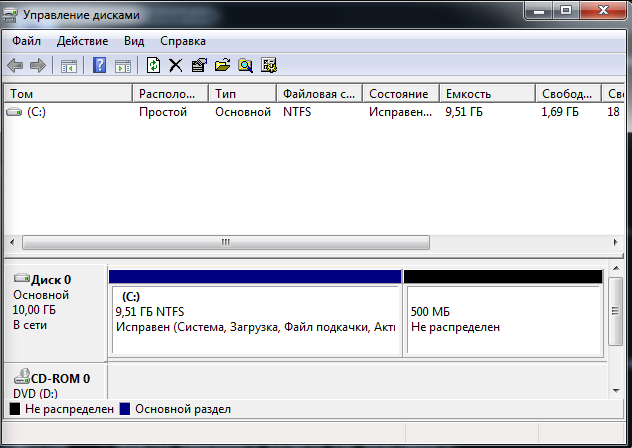 Управление дисками
Файл Действие Вид Справка
Том Располо... Тип Файловая с... Состояние Емкость Свобод... Сво
(C:) Простой Основной NTFS Исправен... 9,51 ГБ 1,69 ГБ 18
Диск 0
Основной
10,00 ГБ
В сети
(C:)
9,51 ГБ NTFS
Исправен (Система, Загрузка, Файл подкачки, Акти
500 МБ
Не распределен
CD-ROM 0
DVD (D:)
Не распределен Основной раздел